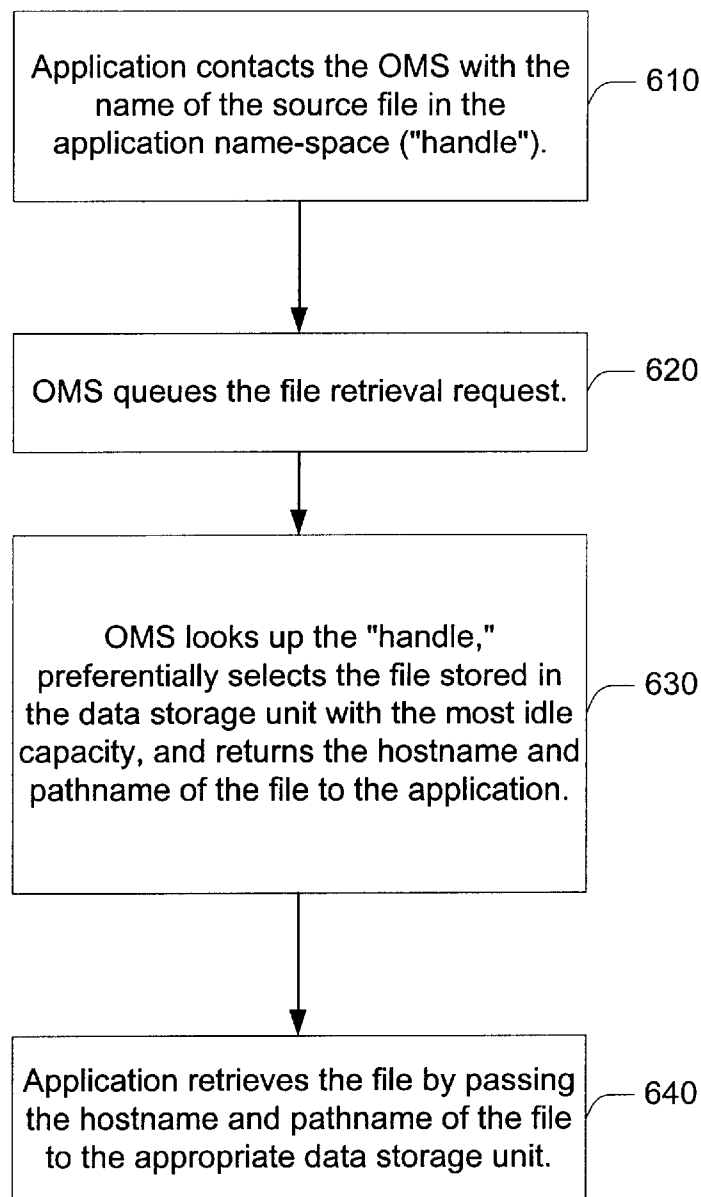 Application contacts the OMS with the
name of the source file in the
application name-space ("handle").
610
OMS queues the file retrieval request.
620
OMS looks up the "handle,"
preferentially selects the file stored in
the data storage unit with the most idle
capacity, and returns the hostname and
pathname of the file to the application.
630
Application retrieves the file by passing
the hostname and pathname of the file
to the appropriate data storage unit.
640